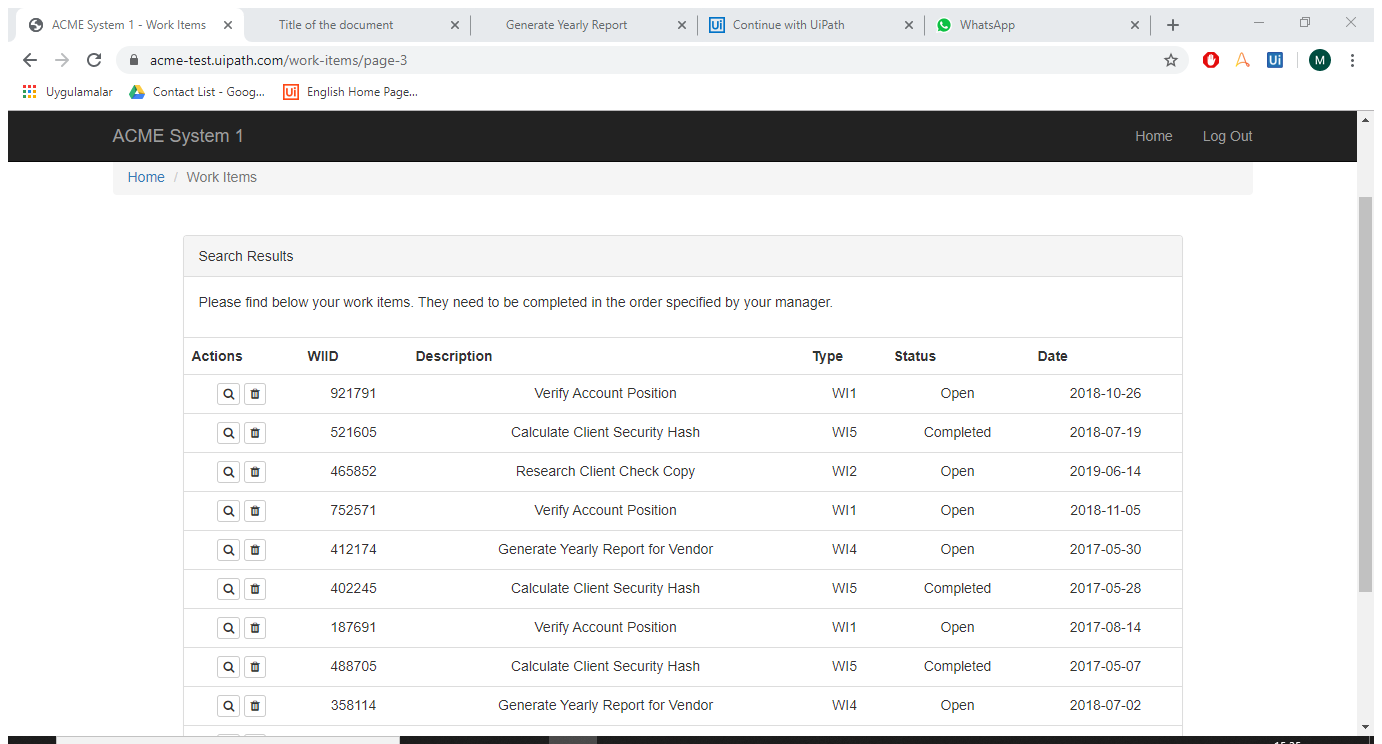 ACME System 1 - Work Items Title of the document Generate Yearly Report Ui Continue with UiPath WhatsApp
acme-test.uipath.com/work-items/page-3 Ui M
Uygulamalar Contact List - Goog... Ui English Home Page...
ACME System 1 Home Log Out
Home / Work Items
Search Results
Please find below your work items. They need to be completed in the order specified by your manager.
Actions WIID Description Type Status Date
921791 Verify Account Position WI1 Open 2018-10-26
521605 Calculate Client Security Hash WI5 Completed 2018-07-19
465852 Research Client Check Copy WI2 Open 2019-06-14
752571 Verify Account Position WI1 Open 2018-11-05
412174 Generate Yearly Report for Vendor WI4 Open 2017-05-30
402245 Calculate Client Security Hash WI5 Completed 2017-05-28
187691 Verify Account Position WI1 Open 2017-08-14
488705 Calculate Client Security Hash WI5 Completed 2017-05-07
358114 Generate Yearly Report for Vendor WI4 Open 2018-07-02